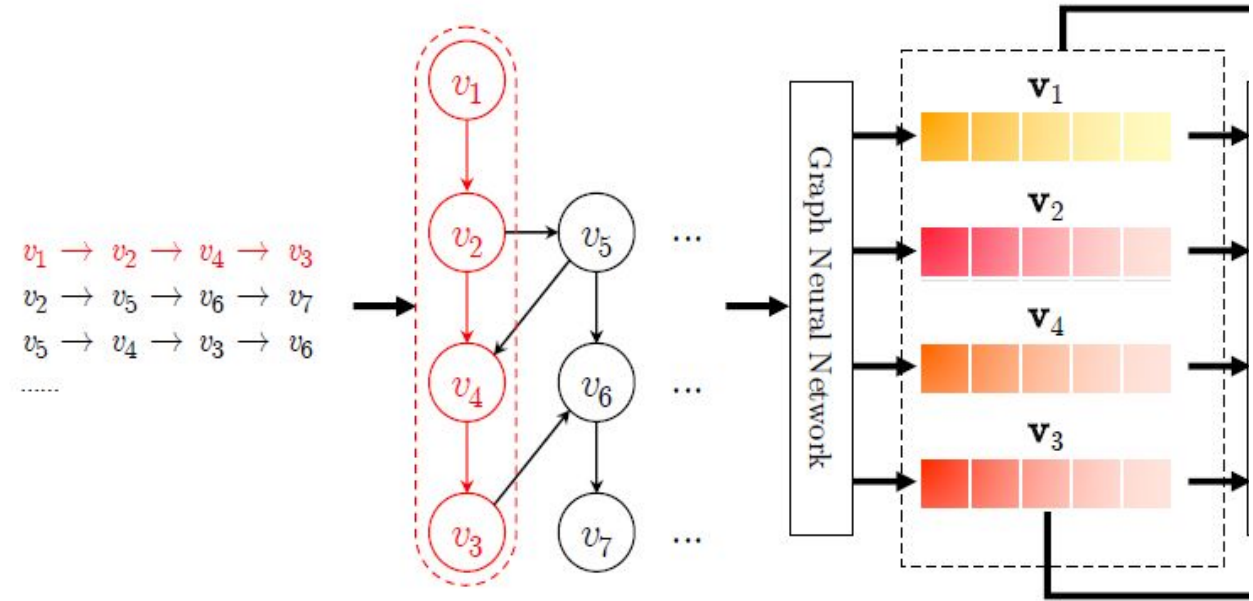 v₁ → v₂ → v₄ → v₃
v₂ → v₅ → v₆ → v₇
v₅ → v₄ → v₃ → v₆
......
v₁
v₂
v₅
...
v₄
v₆
...
v₃
v₇
...
Graph Neural Network
v₁
v₂
v₄
v₃